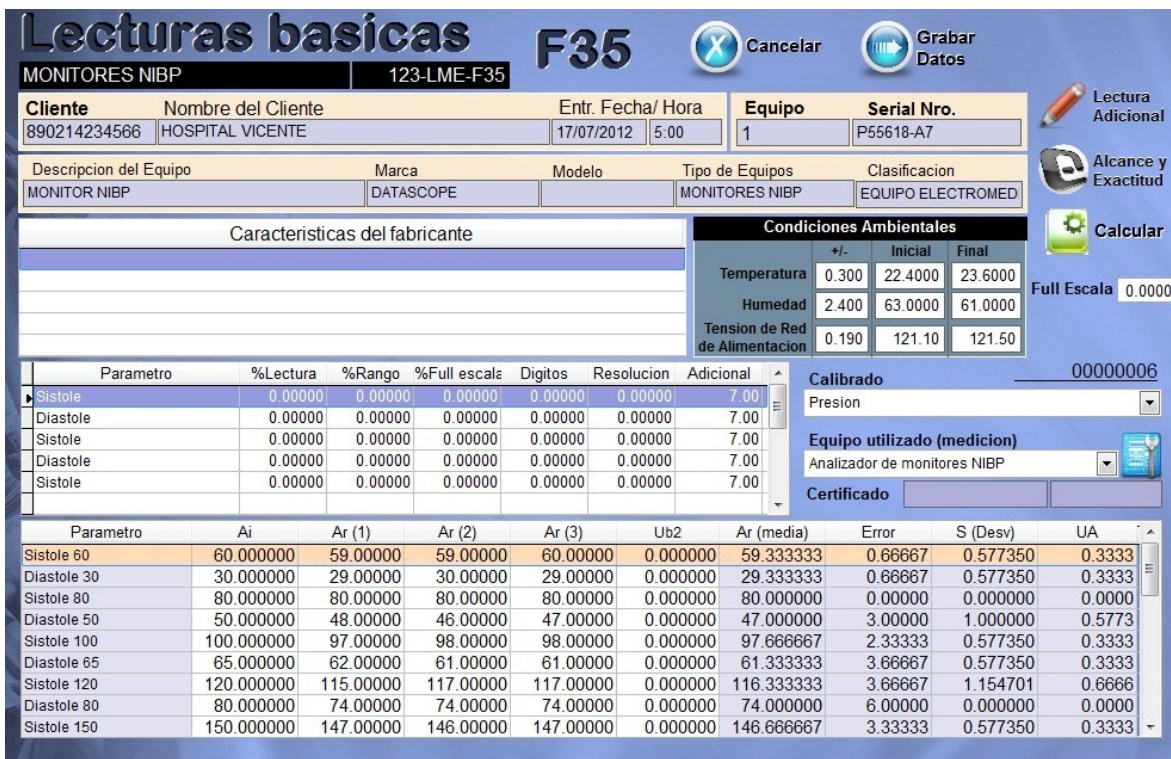 Lecturas basicas F35 Cancelar Grabar Datos
MONITORES NIBP 123-LME-F35
Lectura Adicional
Cliente Nombre del Cliente Entr. Fecha/ Hora Equipo Serial Nro.
890214234566 HOSPITAL VICENTE 17/07/2012 5:00 1 P55618-A7
Descripcion del Equipo Marca Modelo Tipo de Equipos Clasificacion
MONITOR NIBP DATASCOPE MONITORES NIBP EQUIPO ELECTROMED
Alcance y Exactitud
Calcular
Full Escala 0.0000
Caracteristicas del fabricante
Condiciones Ambientales
+/- Inicial Final
Temperatura 0.300 22.4000 23.6000
Humedad 2.400 63.0000 61.0000
Tension de Red de Alimentacion 0.190 121.10 121.50
Parametro %Lectura %Rango %Full escala Digitos Resolucion Adicional
Sistole 0.00000 0.00000 0.00000 0.00000 0.00000 7.00
Diastole 0.00000 0.00000 0.00000 0.00000 0.00000 7.00
Sistole 0.00000 0.00000 0.00000 0.00000 0.00000 7.00
Diastole 0.00000 0.00000 0.00000 0.00000 0.00000 7.00
Sistole 0.00000 0.00000 0.00000 0.00000 0.00000 7.00
Calibrado 00000006
Presion
Equipo utilizado (medicion)
Analizador de monitores NIBP
Certificado
Parametro Ai Ar (1) Ar (2) Ar (3) Ub2 Ar (media) Error S (Desv) UA
Sistole 60 60.000000 59.00000 59.00000 60.00000 0.000000 59.333333 0.66667 0.577350 0.3333
Diastole 30 30.000000 29.00000 30.00000 29.00000 0.000000 29.333333 0.66667 0.577350 0.3333
Sistole 80 80.000000 80.00000 80.00000 80.00000 0.000000 80.000000 0.00000 0.000000 0.0000
Diastole 50 50.000000 48.00000 46.00000 47.00000 0.000000 47.000000 3.00000 1.000000 0.5773
Sistole 100 100.000000 97.00000 98.00000 98.00000 0.000000 97.666667 2.33333 0.577350 0.3333
Diastole 65 65.000000 62.00000 61.00000 61.00000 0.000000 61.333333 3.66667 0.577350 0.3333
Sistole 120 120.000000 115.00000 117.00000 117.00000 0.000000 116.333333 3.66667 1.154701 0.6666
Diastole 80 80.000000 74.00000 74.00000 74.00000 0.000000 74.000000 6.00000 0.000000 0.0000
Sistole 150 150.000000 147.00000 146.00000 147.00000 0.000000 146.666667 3.33333 0.577350 0.3333